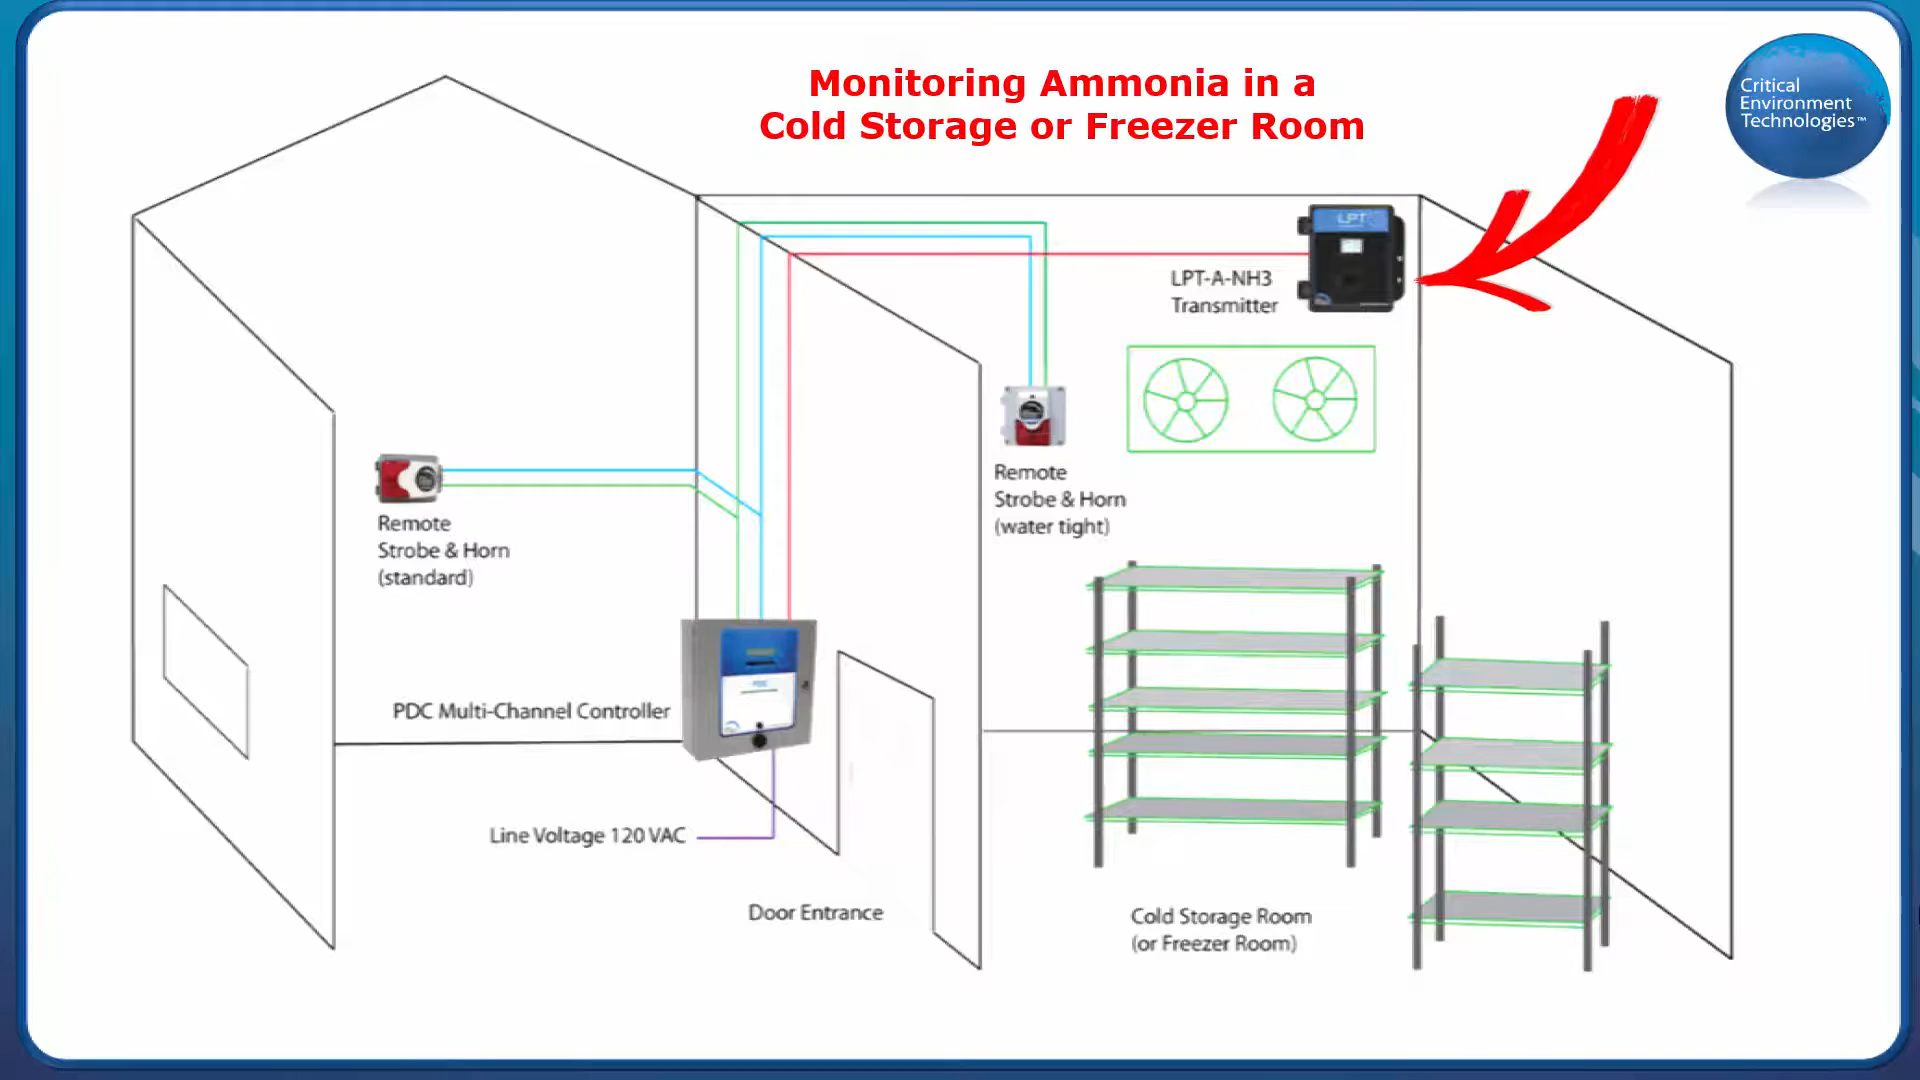 Monitoring Ammonia in a
Cold Storage or Freezer Room
Critical
Environment
Technologies™
LPT
LPT-A-NH3
Transmitter
Remote
Strobe & Horn
(water tight)
Remote
Strobe & Horn
(standard)
PDC Multi-Channel Controller
PDC
Line Voltage 120 VAC
Door Entrance
Cold Storage Room
(or Freezer Room)